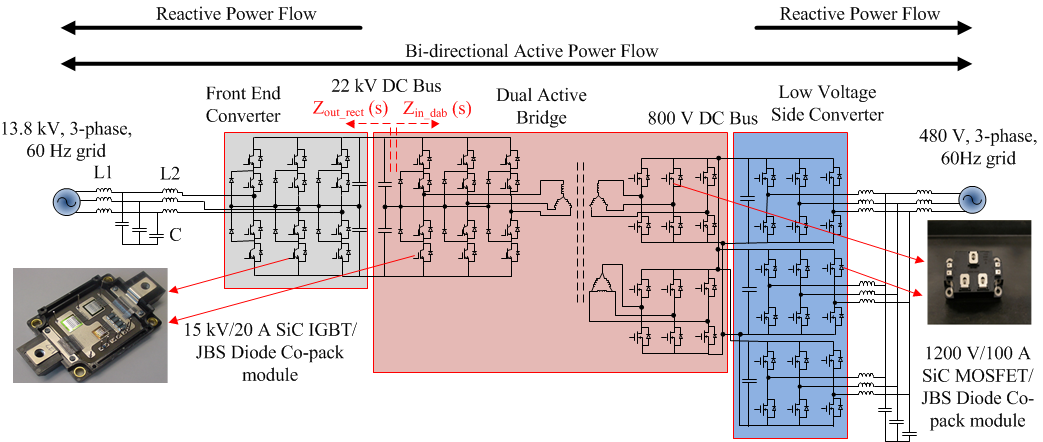 Reactive Power Flow
Reactive Power Flow
Bi-directional Active Power Flow
22 kV DC Bus
Front End
Converter
Z_out_rect (s)
Z_in_dab (s)
Dual Active
Bridge
800 V DC Bus
Low Voltage
Side Converter
13.8 kV, 3-phase,
60 Hz grid
480 V, 3-phase,
60Hz grid
L1
L2
C
15 kV/20 A SiC IGBT/
JBS Diode Co-pack
module
1200 V/100 A
SiC MOSFET/
JBS Diode Co-
pack module